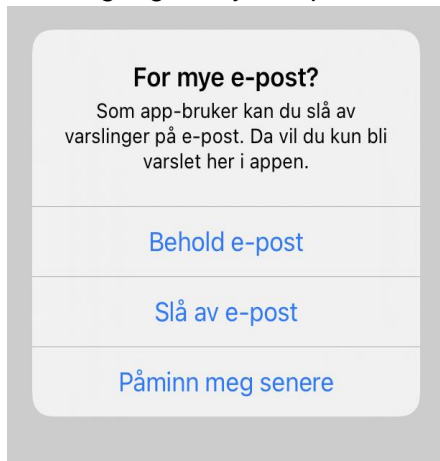 For mye e-post?
Som app-bruker kan du slå av
varslinger på e-post. Da vil du kun bli
varslet her i appen.
Behold e-post
Slå av e-post
Påminn meg senere